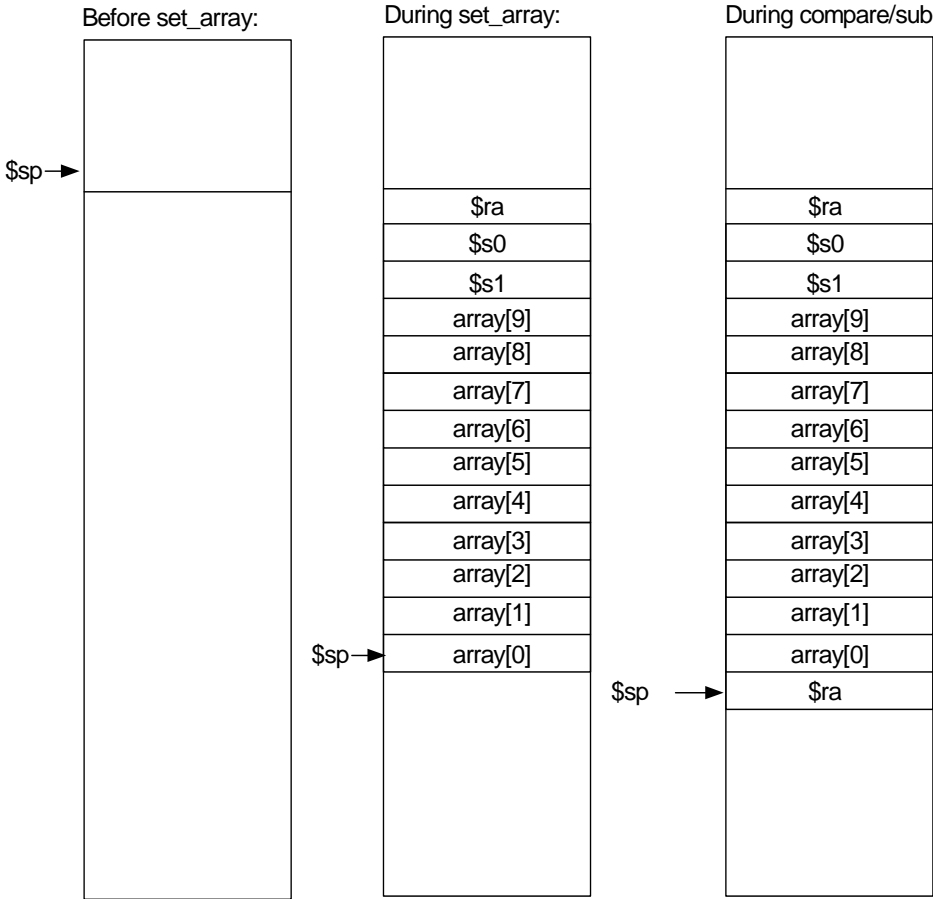 Before set_array:
During set_array:
During compare/sub
$sp
$ra
$s0
$s1
array[9]
array[8]
array[7]
array[6]
array[5]
array[4]
array[3]
array[2]
array[1]
$sp
array[0]
$ra
$s0
$s1
array[9]
array[8]
array[7]
array[6]
array[5]
array[4]
array[3]
array[2]
array[1]
array[0]
$sp
$ra